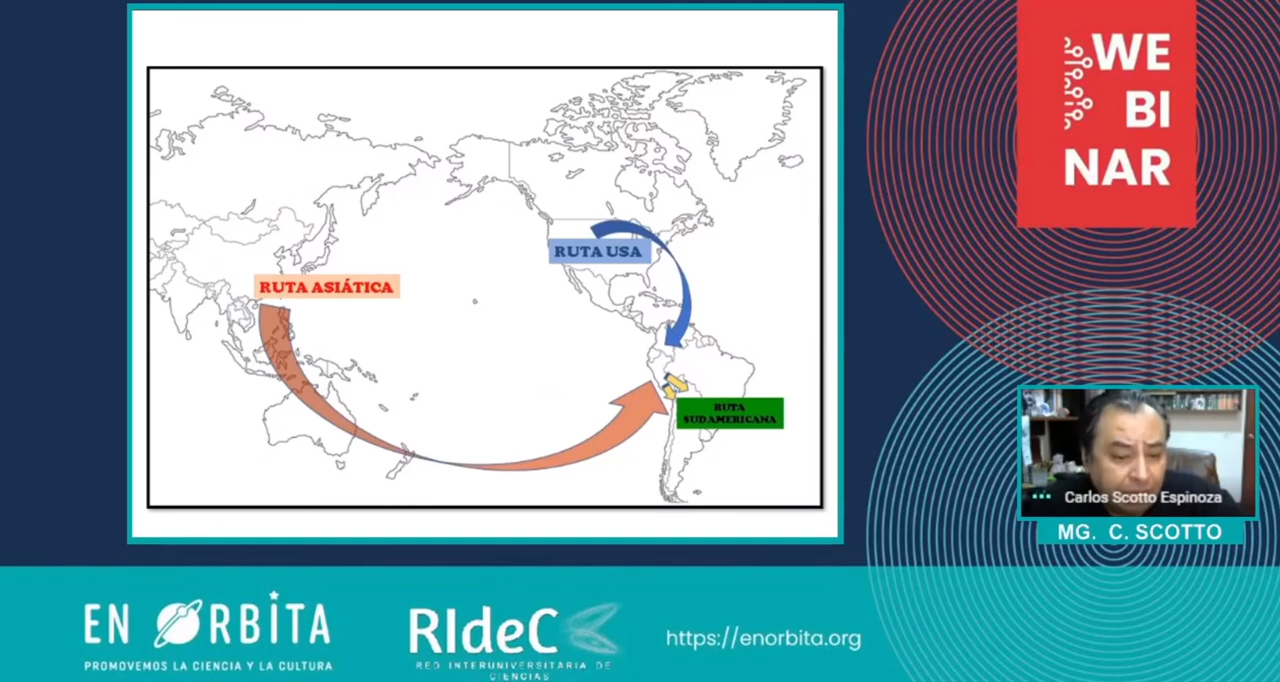 RUTA USA
RUTA ASIÁTICA
RUTA
SUDAMERICANA
WE
BI
NAR
Carlos Scotto Espinoza
MG. C. SCOTTO
EN ORBITA
PROMOVEMOS LA CIENCIA Y LA CULTURA
RIdeC
RED INTERUNIVERSITARIA DE
CIENCIAS
https://enorbita.org